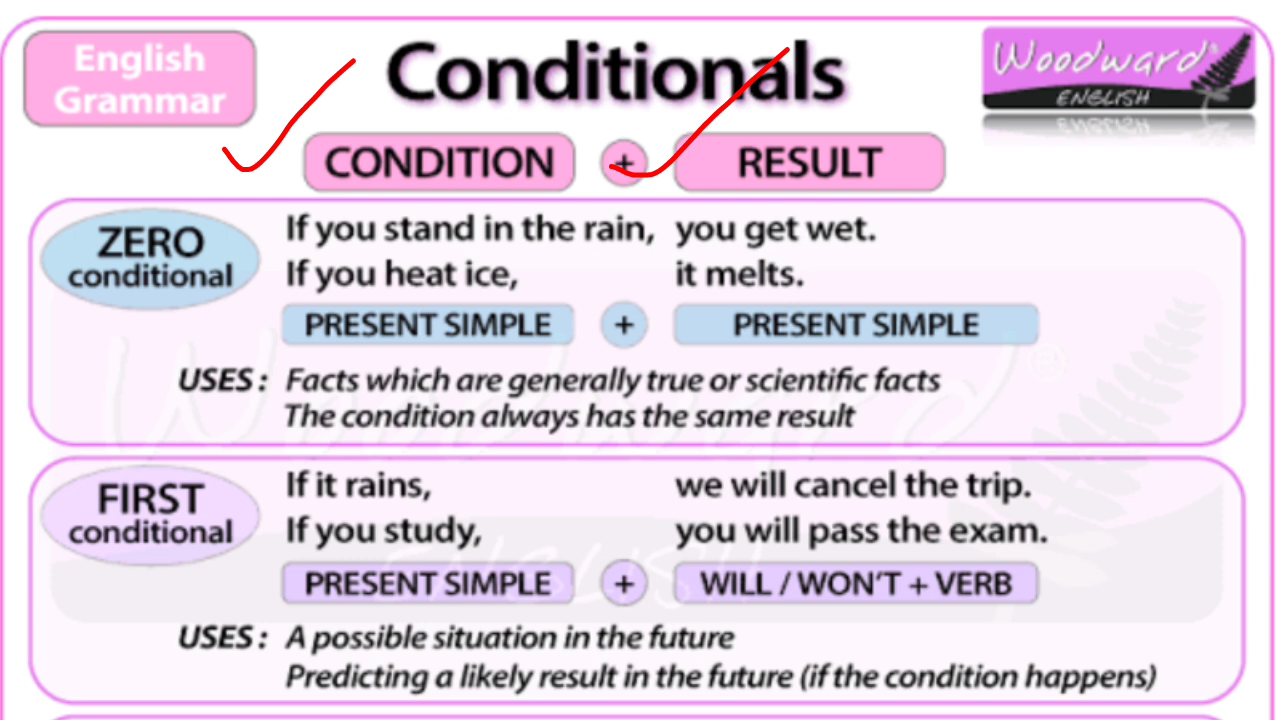 English
Grammar
Conditionals
Woodward®
ENGLISH
CONDITION + RESULT
ZERO
conditional
If you stand in the rain, you get wet.
If you heat ice, it melts.
PRESENT SIMPLE + PRESENT SIMPLE
USES : Facts which are generally true or scientific facts
The condition always has the same result
FIRST
conditional
If it rains, we will cancel the trip.
If you study, you will pass the exam.
PRESENT SIMPLE + WILL / WON'T + VERB
USES : A possible situation in the future
Predicting a likely result in the future (if the condition happens)
Woodward®
ENGLISH